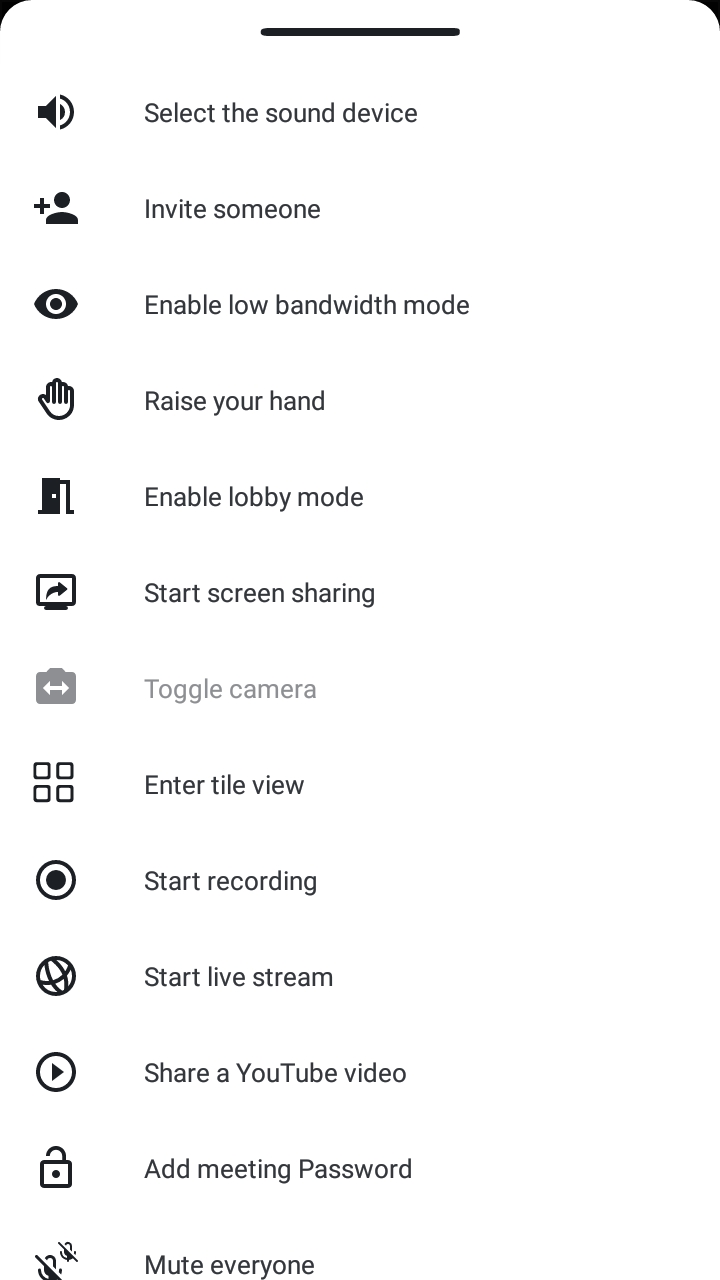 Select the sound device
Invite someone
Enable low bandwidth mode
Raise your hand
Enable lobby mode
Start screen sharing
Toggle camera
Enter tile view
Start recording
Start live stream
Share a YouTube video
Add meeting Password
Mute everyone